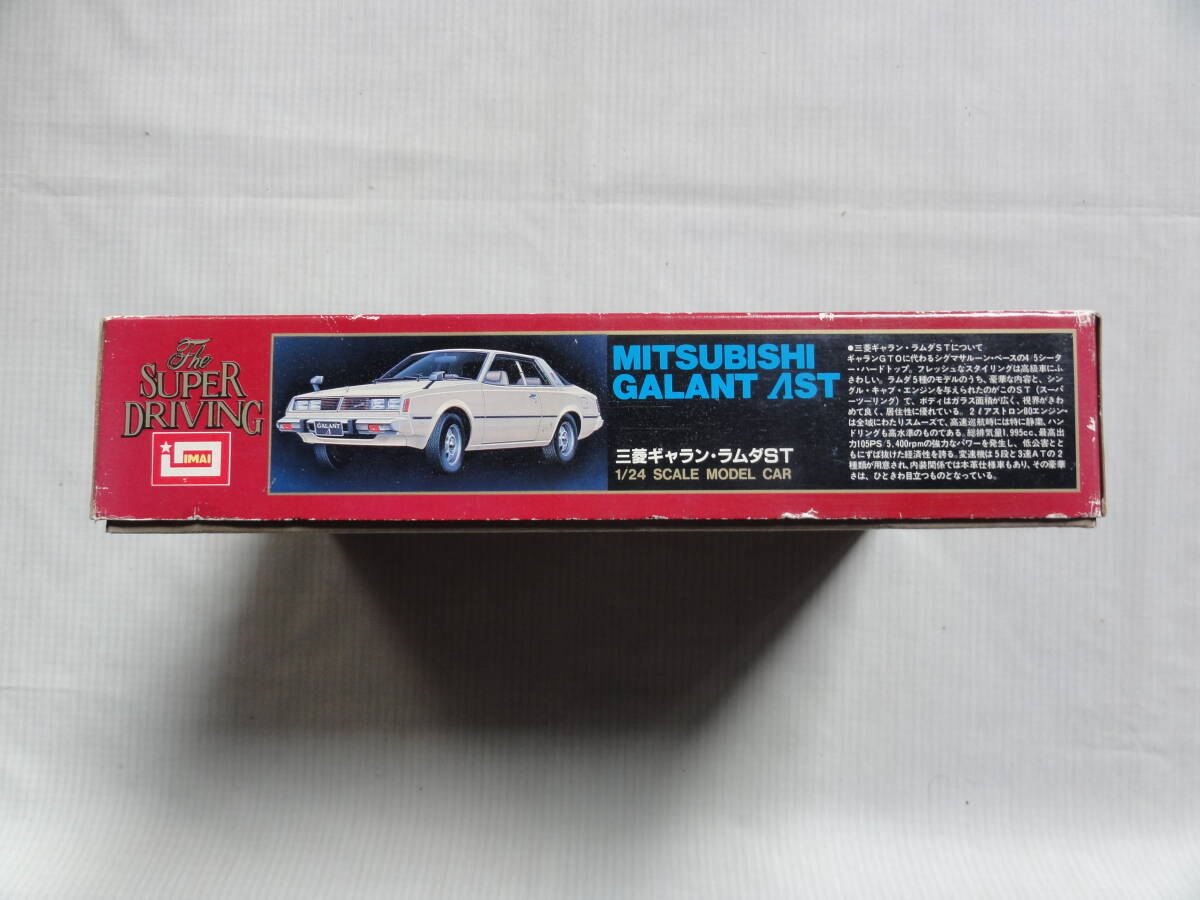 The
SUPER
DRIVING
IMAI
GALANT
Λ
MITSUBISHI
GALANT ΛST
三菱ギャラン・ラムダST
1/24 SCALE MODEL CAR
●三菱ギャラン・ラムダSTについて
ギャランGTOに代わるシグマサルーン・ベースの4/5シータ
ー・ハードトップ。フレッシュなスタイリングは高級車にふ
さわしい。ラムダ5種のモデルのうち、豪華な内容と、シン
グル・キャブ・エンジンを与えられたのがこのST(スーパ
ーツーリング)で、ボディはガラス面積が広く、視界がきわ
めて良く、居住性に優れている。2ℓアストロン80エンジン・
は全域にわたりスムーズで、高速巡航時には特に静粛、ハン
ドリングも高水準のものである。総排気量1,995cc、最高出
力105PS/5,400rpmの強力なパワーを発生し、低公害とと
もにずば抜けた経済性を誇る。変速機は5段と3速ATの2
種類が用意され、内装関係では本革仕様車もあり、その豪華
さは、ひときわ目立つものとなっている。